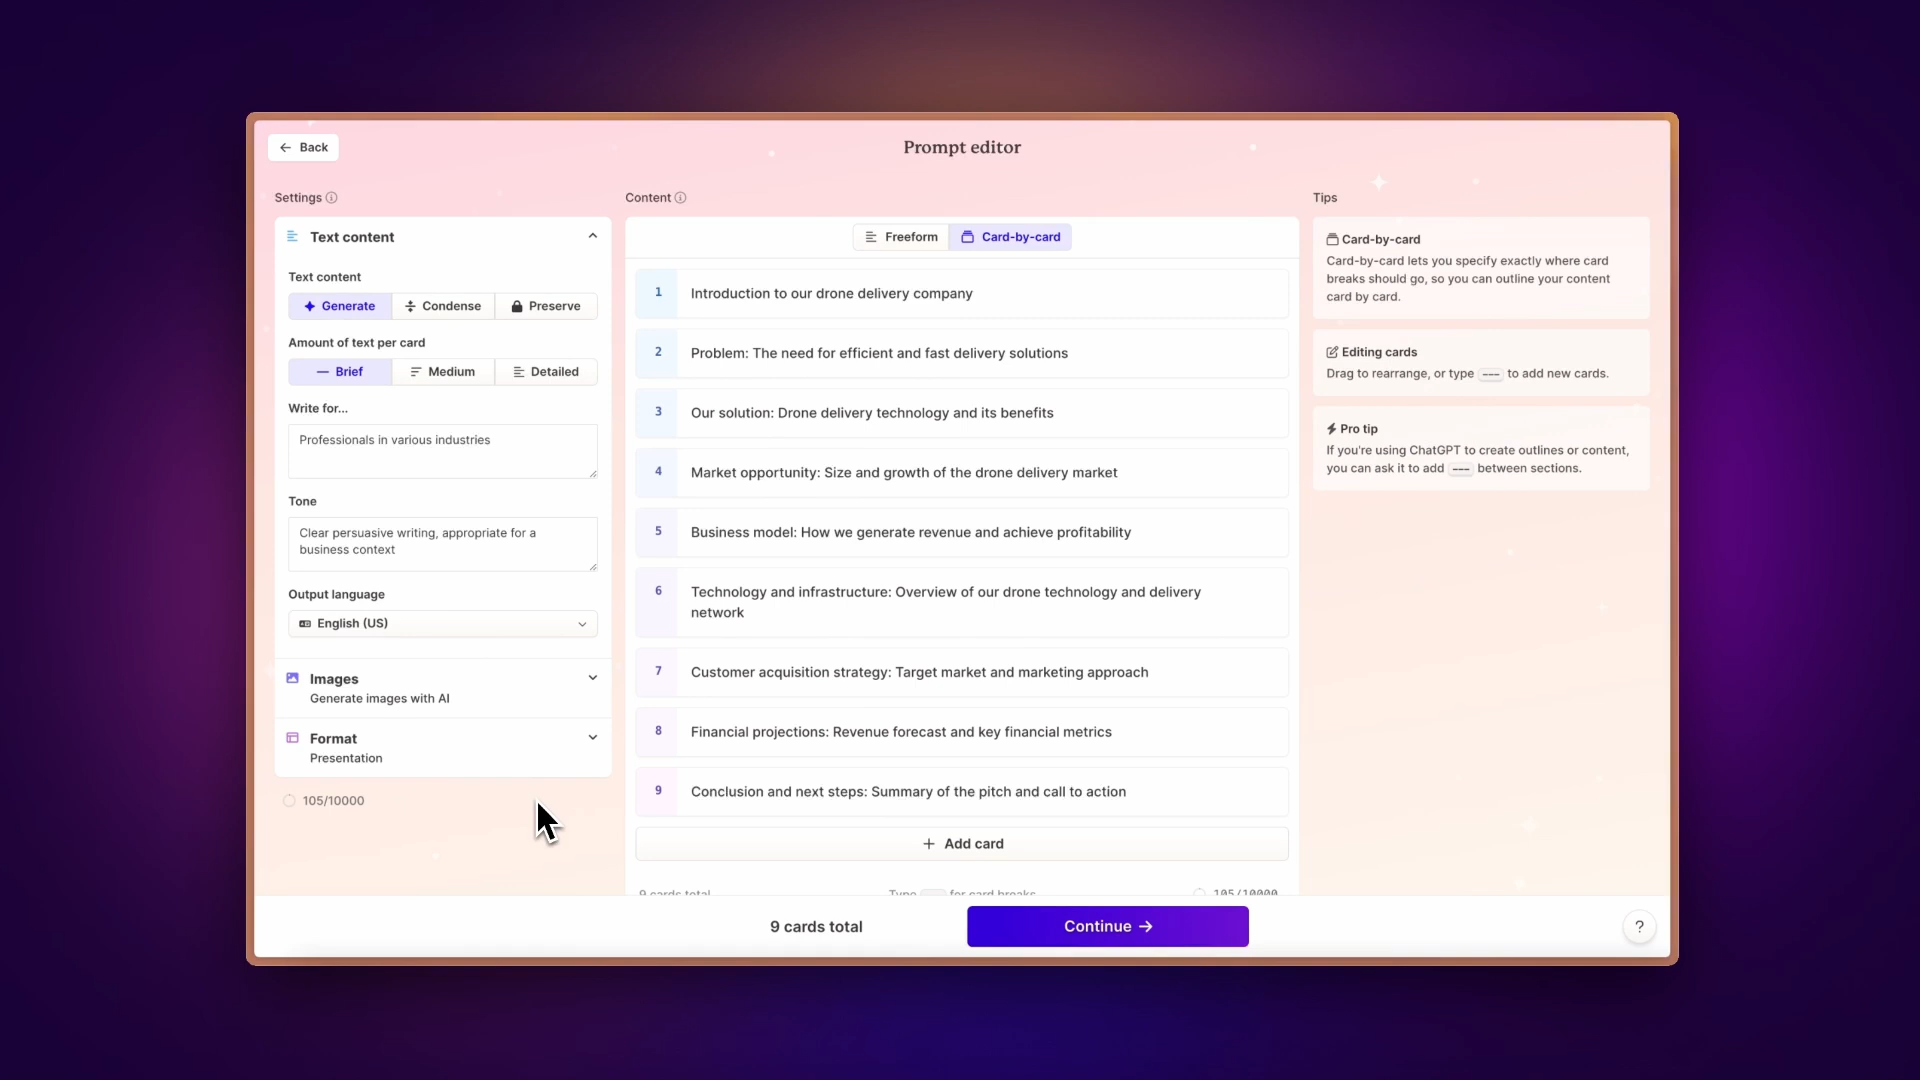 Back
Prompt editor
Settings
Text content
Text content
Generate
Condense
Preserve
Amount of text per card
Brief
Medium
Detailed
Write for...
Professionals in various industries
Tone
Clear persuasive writing, appropriate for a
business context
Output language
English (US)
Images
Generate images with AI
Format
Presentation
105/10000
Content
Freeform
Card-by-card
1
Introduction to our drone delivery company
2
Problem: The need for efficient and fast delivery solutions
3
Our solution: Drone delivery technology and its benefits
4
Market opportunity: Size and growth of the drone delivery market
5
Business model: How we generate revenue and achieve profitability
6
Technology and infrastructure: Overview of our drone technology and delivery
network
7
Customer acquisition strategy: Target market and marketing approach
8
Financial projections: Revenue forecast and key financial metrics
9
Conclusion and next steps: Summary of the pitch and call to action
+ Add card
9 cards total
Type for card breaks
105/10000
Tips
Card-by-card
Card-by-card lets you specify exactly where card
breaks should go, so you can outline your content
card by card.
Editing cards
Drag to rearrange, or type --- to add new cards.
Pro tip
If you're using ChatGPT to create outlines or content,
you can ask it to add --- between sections.
9 cards total
Continue →
?